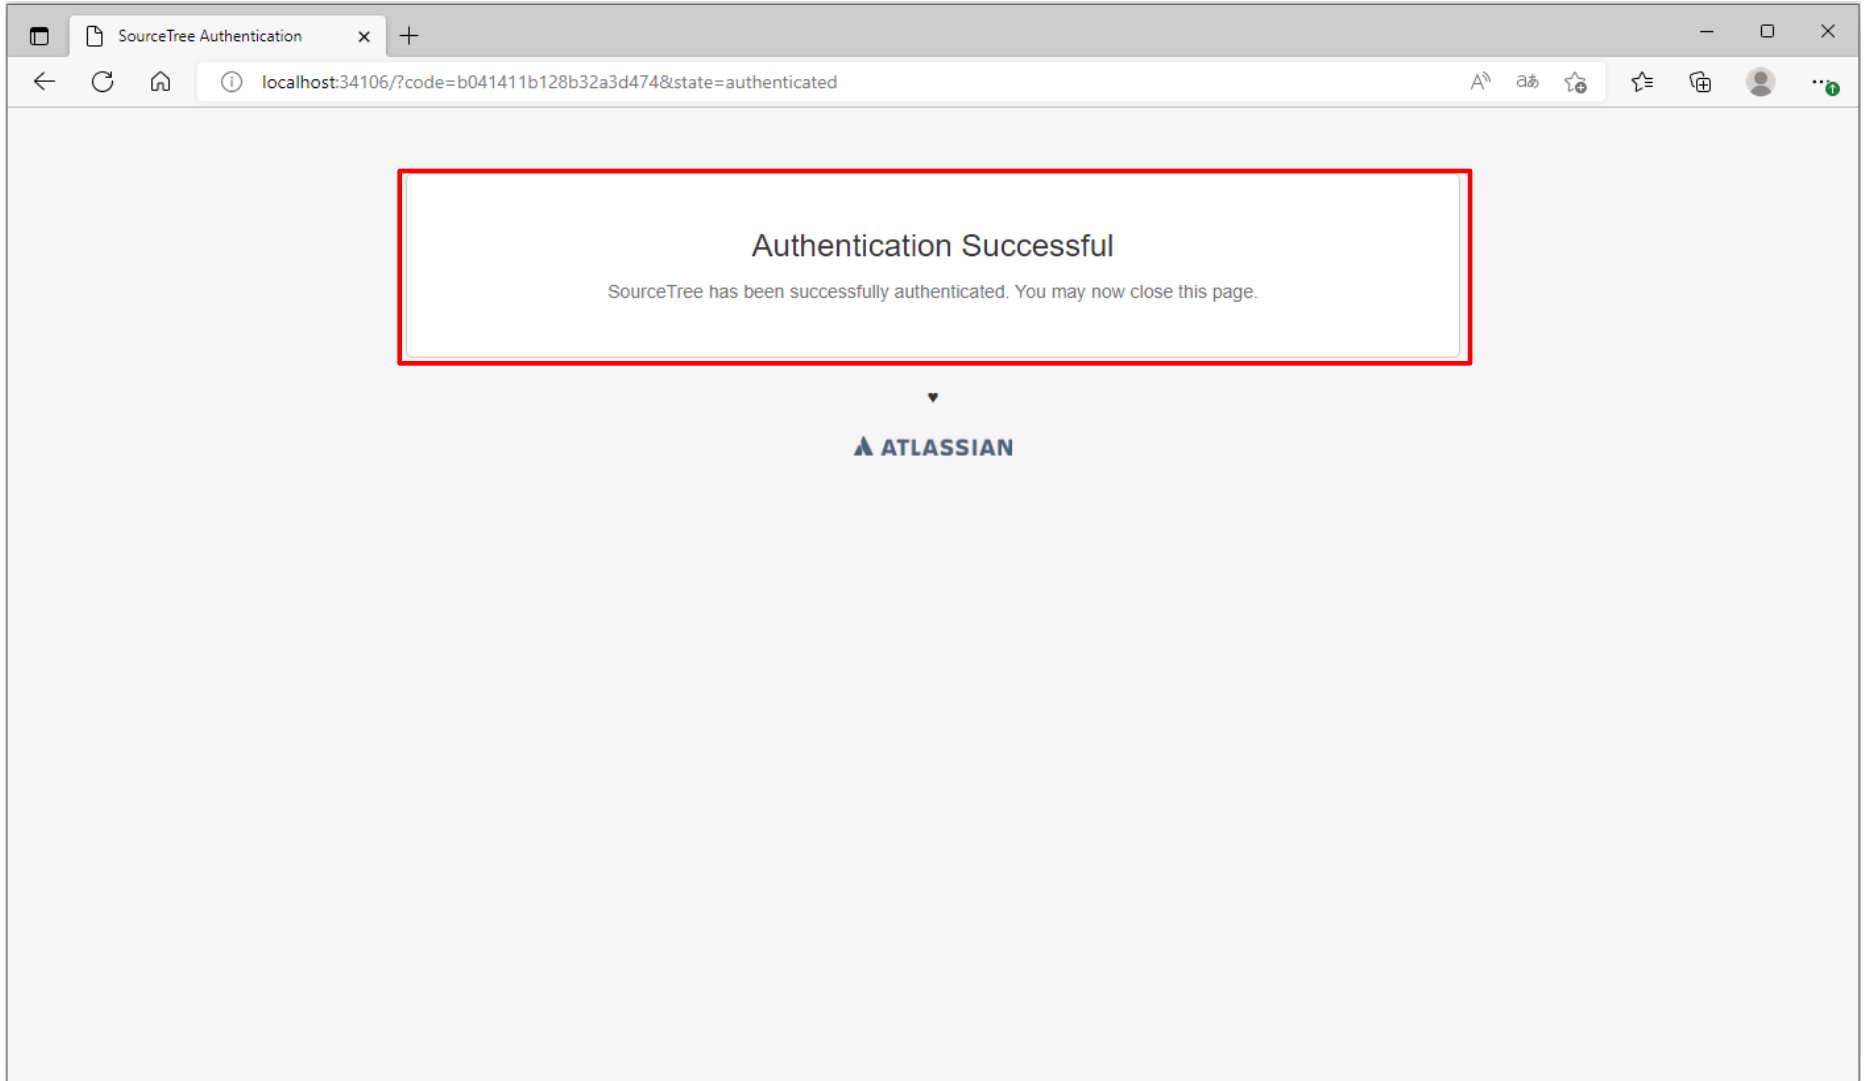 SourceTree Authentication
localhost:34106/?code=b041411b128b32a3d474&state=authenticated
Authentication Successful
SourceTree has been successfully authenticated. You may now close this page.
♥
ATLASSIAN